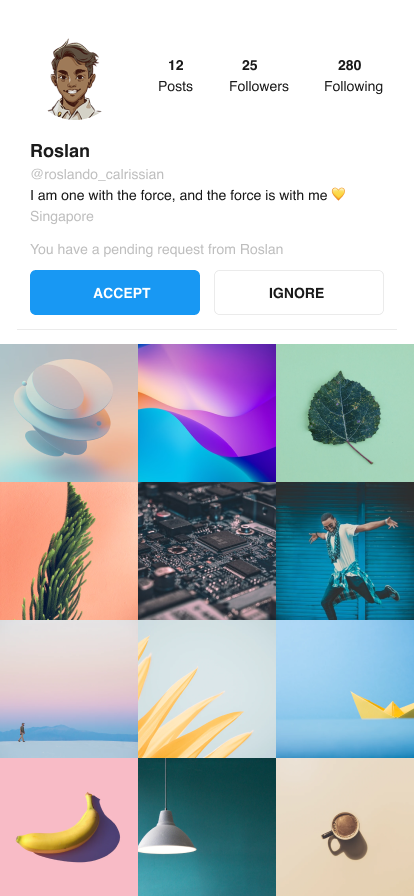 12 25 280
Posts Followers Following
Roslan
@roslando_calrissian
I am one with the force, and the force is with me 💛
Singapore
You have a pending request from Roslan
ACCEPT IGNORE